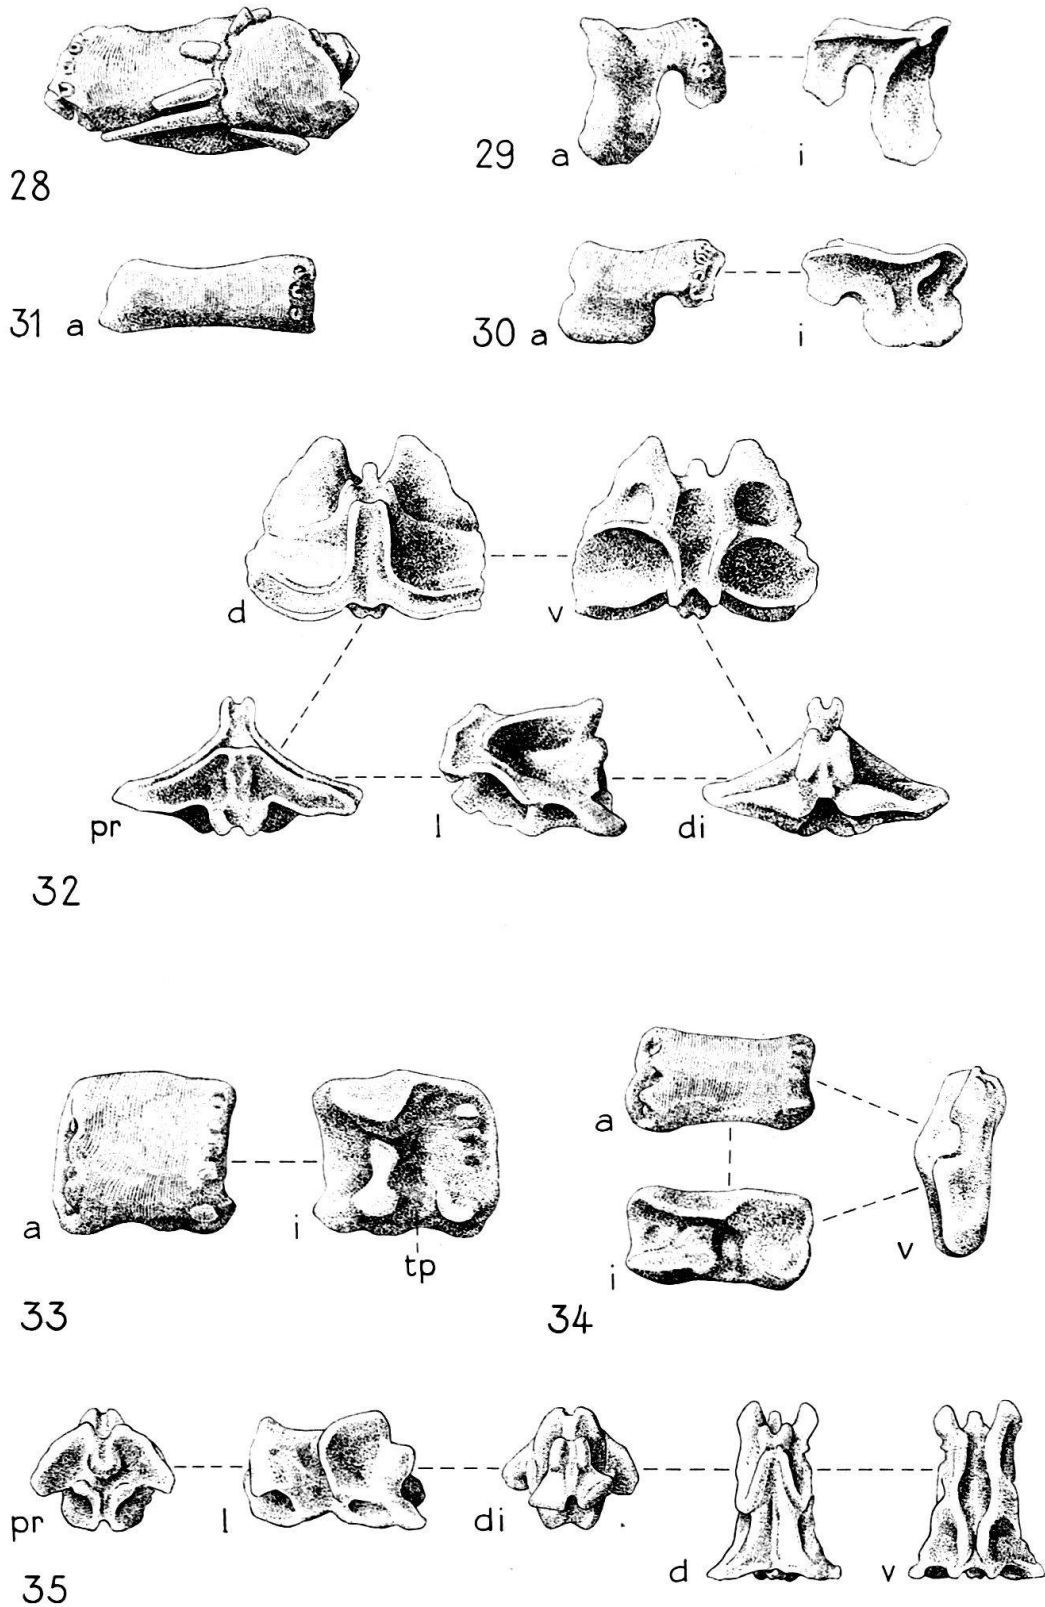 28
29 a i
31 a
30 a i
d v
pr l di
32
a i
tp
33
a
i v
34
pr l di d v
35